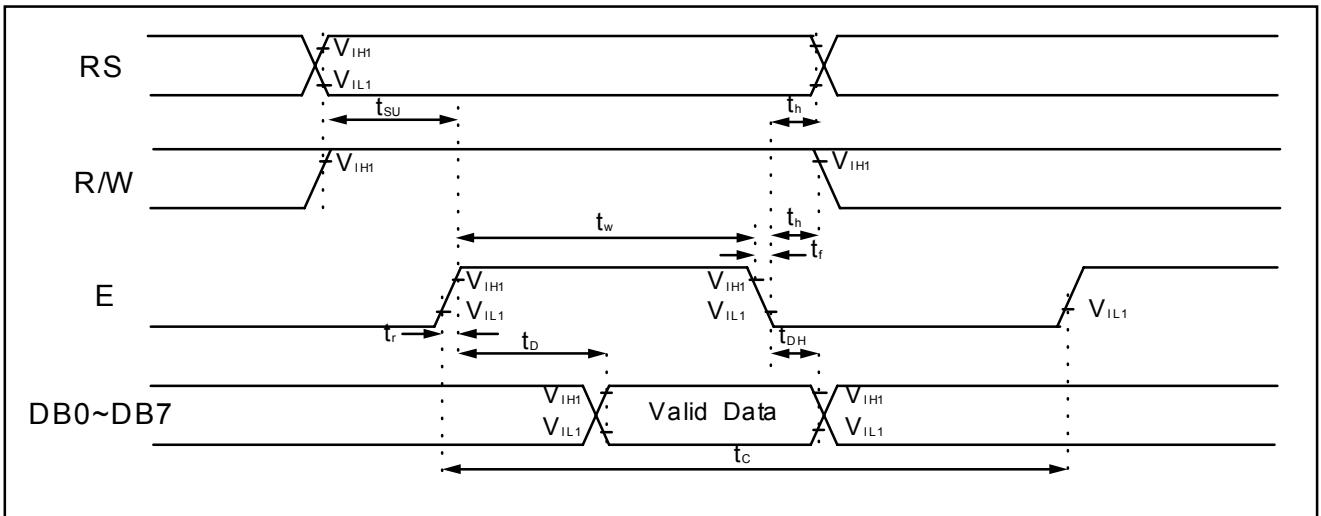 RS
VIH1
VIL1
tSU
th
R/W
VIH1
VIH1
tw
th
tf
E
VIH1
VIL1
VIH1
VIL1
VIL1
tr
tD
tDH
DB0~DB7
VIH1
VIL1
Valid Data
VIH1
VIL1
tC